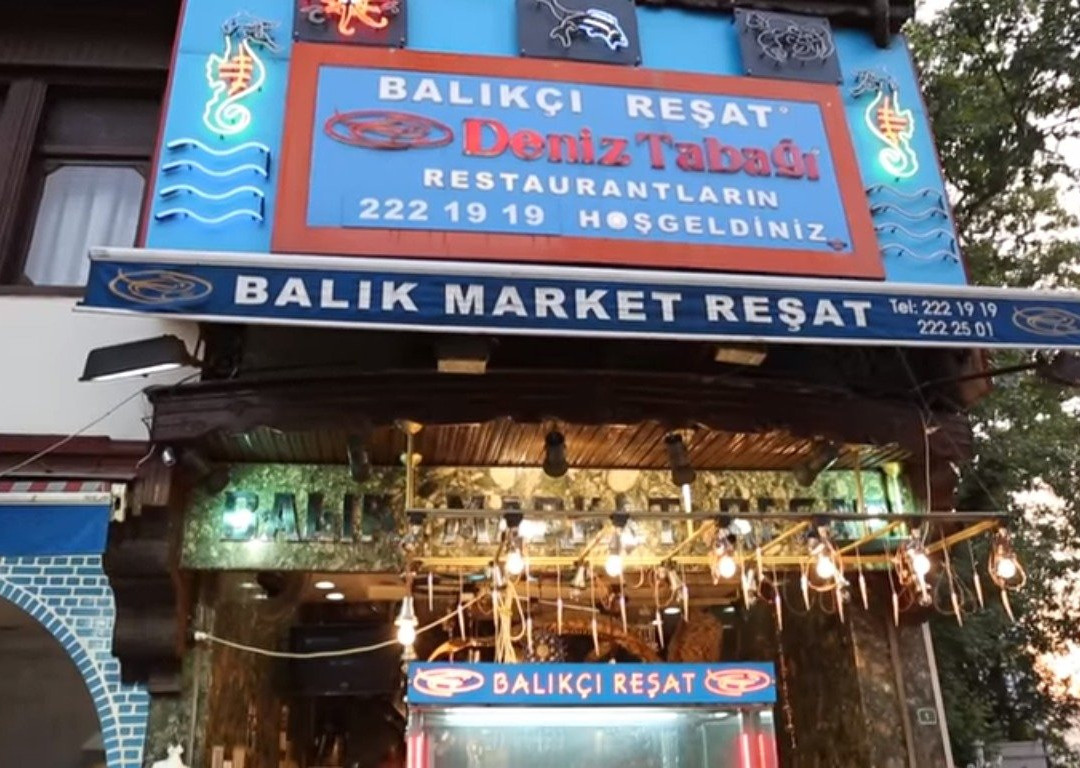 BALIKÇI REŞAT
Deniz Tabağı
RESTAURANTLARIN
222 19 19 HOŞGELDİNİZ
BALIK MARKET REŞAT
Tel: 222 19 19
222 25 01
BALIK
BALIKÇI REŞAT